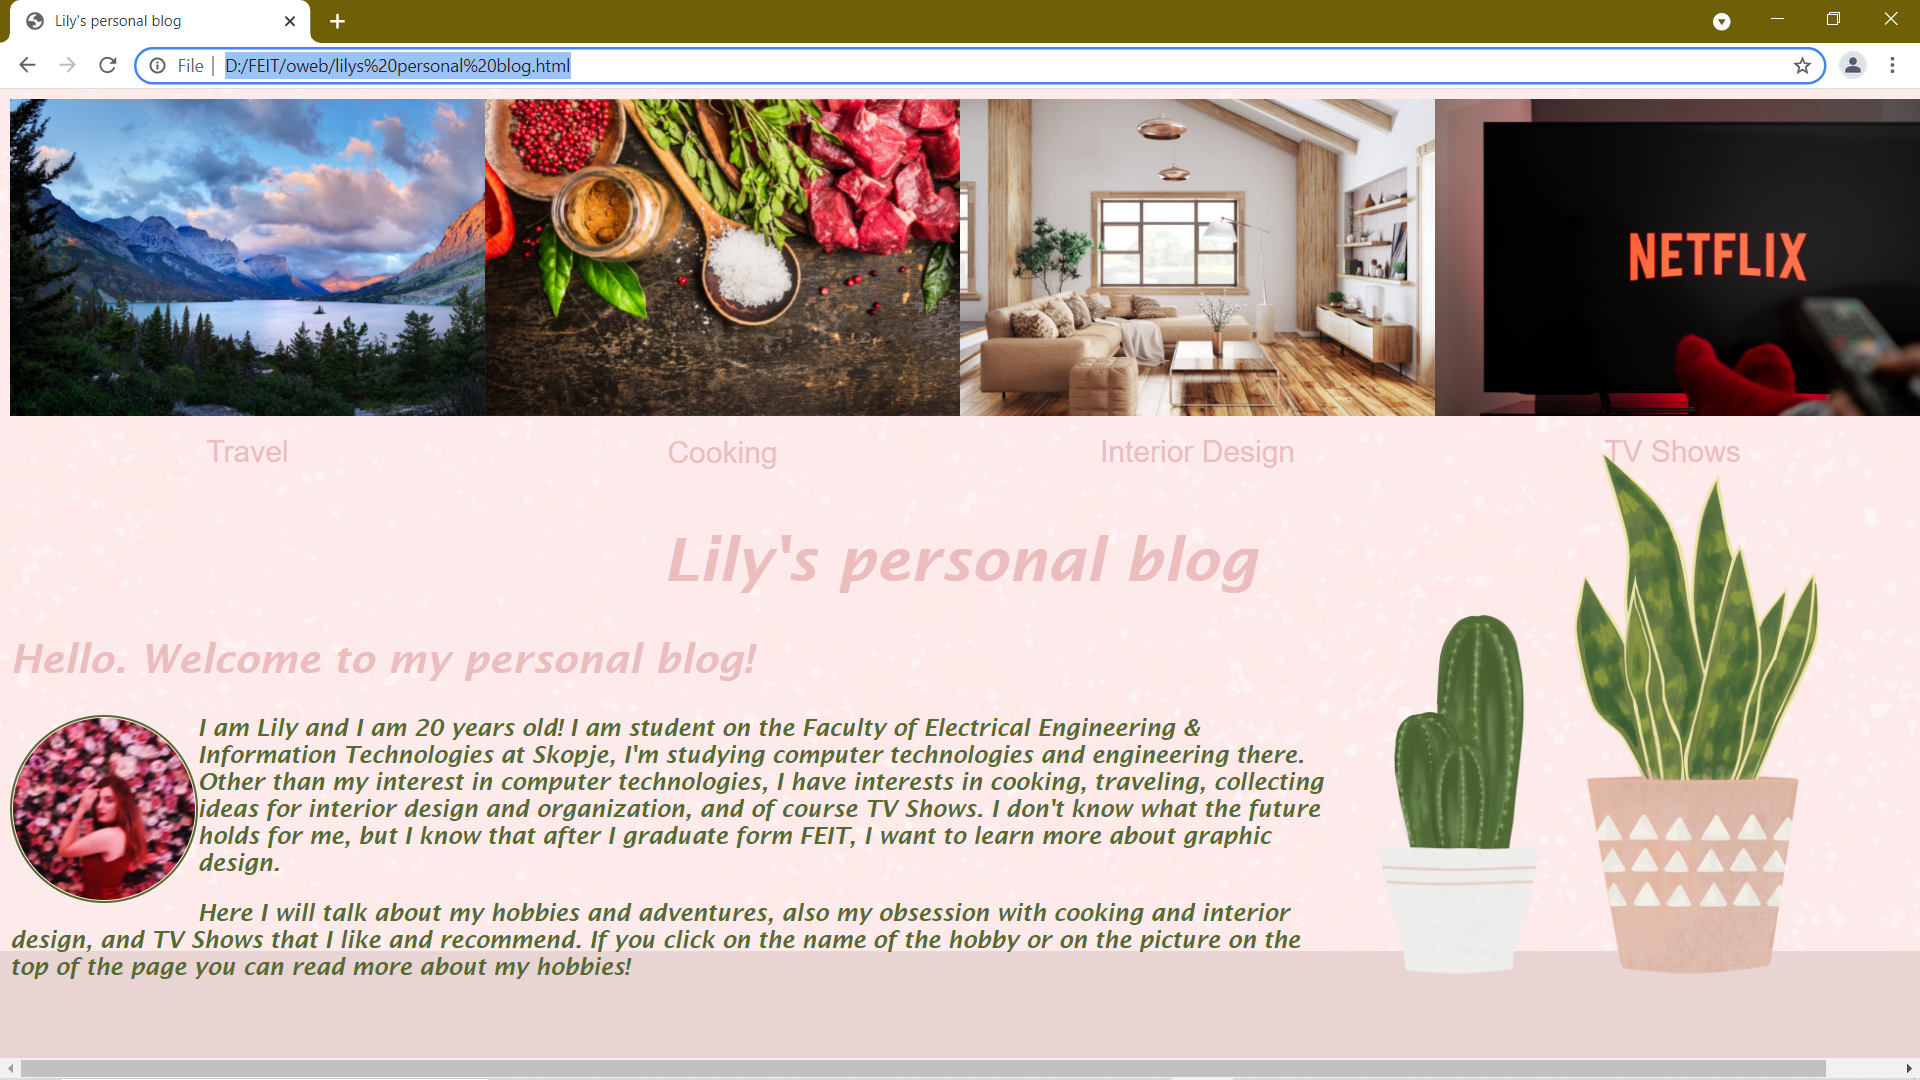 Lily's personal blog
File
D:/FEIT/oweb/lilys%20personal%20blog.html
NETFLIX
Travel
Cooking
Interior Design
TV Shows
Lily's personal blog
Hello. Welcome to my personal blog!
I am Lily and I am 20 years old! I am student on the Faculty of Electrical Engineering &
Information Technologies at Skopje, I'm studying computer technologies and engineering there.
Other than my interest in computer technologies, I have interests in cooking, traveling, collecting
ideas for interior design and organization, and of course TV Shows. I don't know what the future
holds for me, but I know that after I graduate form FEIT, I want to learn more about graphic
design.
Here I will talk about my hobbies and adventures, also my obsession with cooking and interior
design, and TV Shows that I like and recommend. If you click on the name of the hobby or on the picture on the
top of the page you can read more about my hobbies!